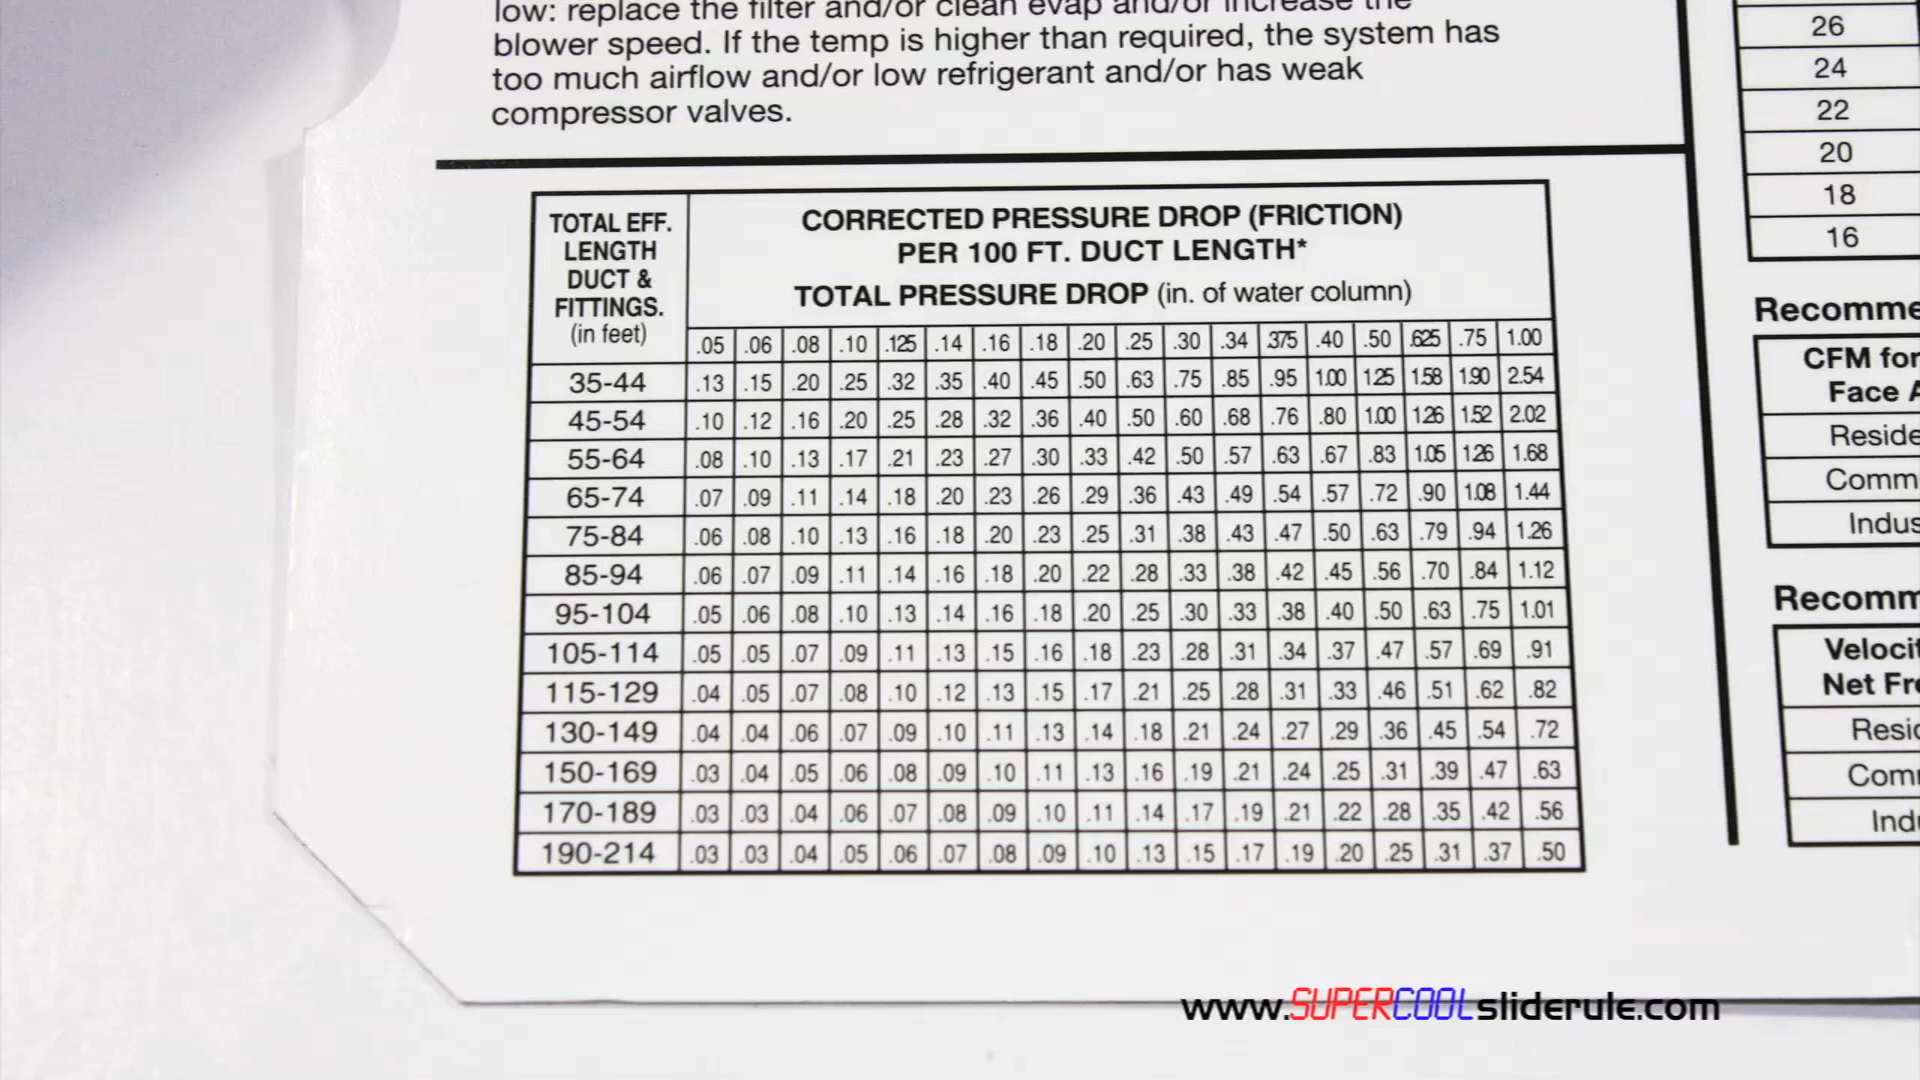 low: replace the filter and/or clean evap and/or increase the
blower speed. If the temp is higher than required, the system has
too much airflow and/or low refrigerant and/or has weak
compressor valves.
TOTAL EFF.
LENGTH
DUCT &
FITTINGS.
(in feet)
CORRECTED PRESSURE DROP (FRICTION)
PER 100 FT. DUCT LENGTH*
TOTAL PRESSURE DROP (in. of water column)
.05 .06 .08 .10 .125 .14 .16 .18 .20 .25 .30 .34 .375 .40 .50 .625 .75 1.00
35-44 .13 .15 .20 .25 .32 .35 .40 .45 .50 .63 .75 .85 .95 1.00 1.25 1.58 1.90 2.54
45-54 .10 .12 .16 .20 .25 .28 .32 .36 .40 .50 .60 .68 .76 .80 1.00 1.26 1.52 2.02
55-64 .08 .10 .13 .17 .21 .23 .27 .30 .33 .42 .50 .57 .63 .67 .83 1.05 1.26 1.68
65-74 .07 .09 .11 .14 .18 .20 .23 .26 .29 .36 .43 .49 .54 .57 .72 .90 1.08 1.44
75-84 .06 .08 .10 .13 .16 .18 .20 .23 .25 .31 .38 .43 .47 .50 .63 .79 .94 1.26
85-94 .06 .07 .09 .11 .14 .16 .18 .20 .22 .28 .33 .38 .42 .45 .56 .70 .84 1.12
95-104 .05 .06 .08 .10 .13 .14 .16 .18 .20 .25 .30 .33 .38 .40 .50 .63 .75 1.01
105-114 .05 .05 .07 .09 .11 .13 .15 .16 .18 .23 .28 .31 .34 .37 .47 .57 .69 .91
115-129 .04 .05 .07 .08 .10 .12 .13 .15 .17 .21 .25 .28 .31 .33 .46 .51 .62 .82
130-149 .04 .04 .06 .07 .09 .10 .11 .13 .14 .18 .21 .24 .27 .29 .36 .45 .54 .72
150-169 .03 .04 .05 .06 .08 .09 .10 .11 .13 .16 .19 .21 .24 .25 .31 .39 .47 .63
170-189 .03 .03 .04 .06 .07 .08 .09 .10 .11 .14 .17 .19 .21 .22 .28 .35 .42 .56
190-214 .03 .03 .04 .05 .06 .07 .08 .09 .10 .13 .15 .17 .19 .20 .25 .31 .37 .50
26
24
22
20
18
16
CFM for
Face
www.SUPERCOOLsliderule.com